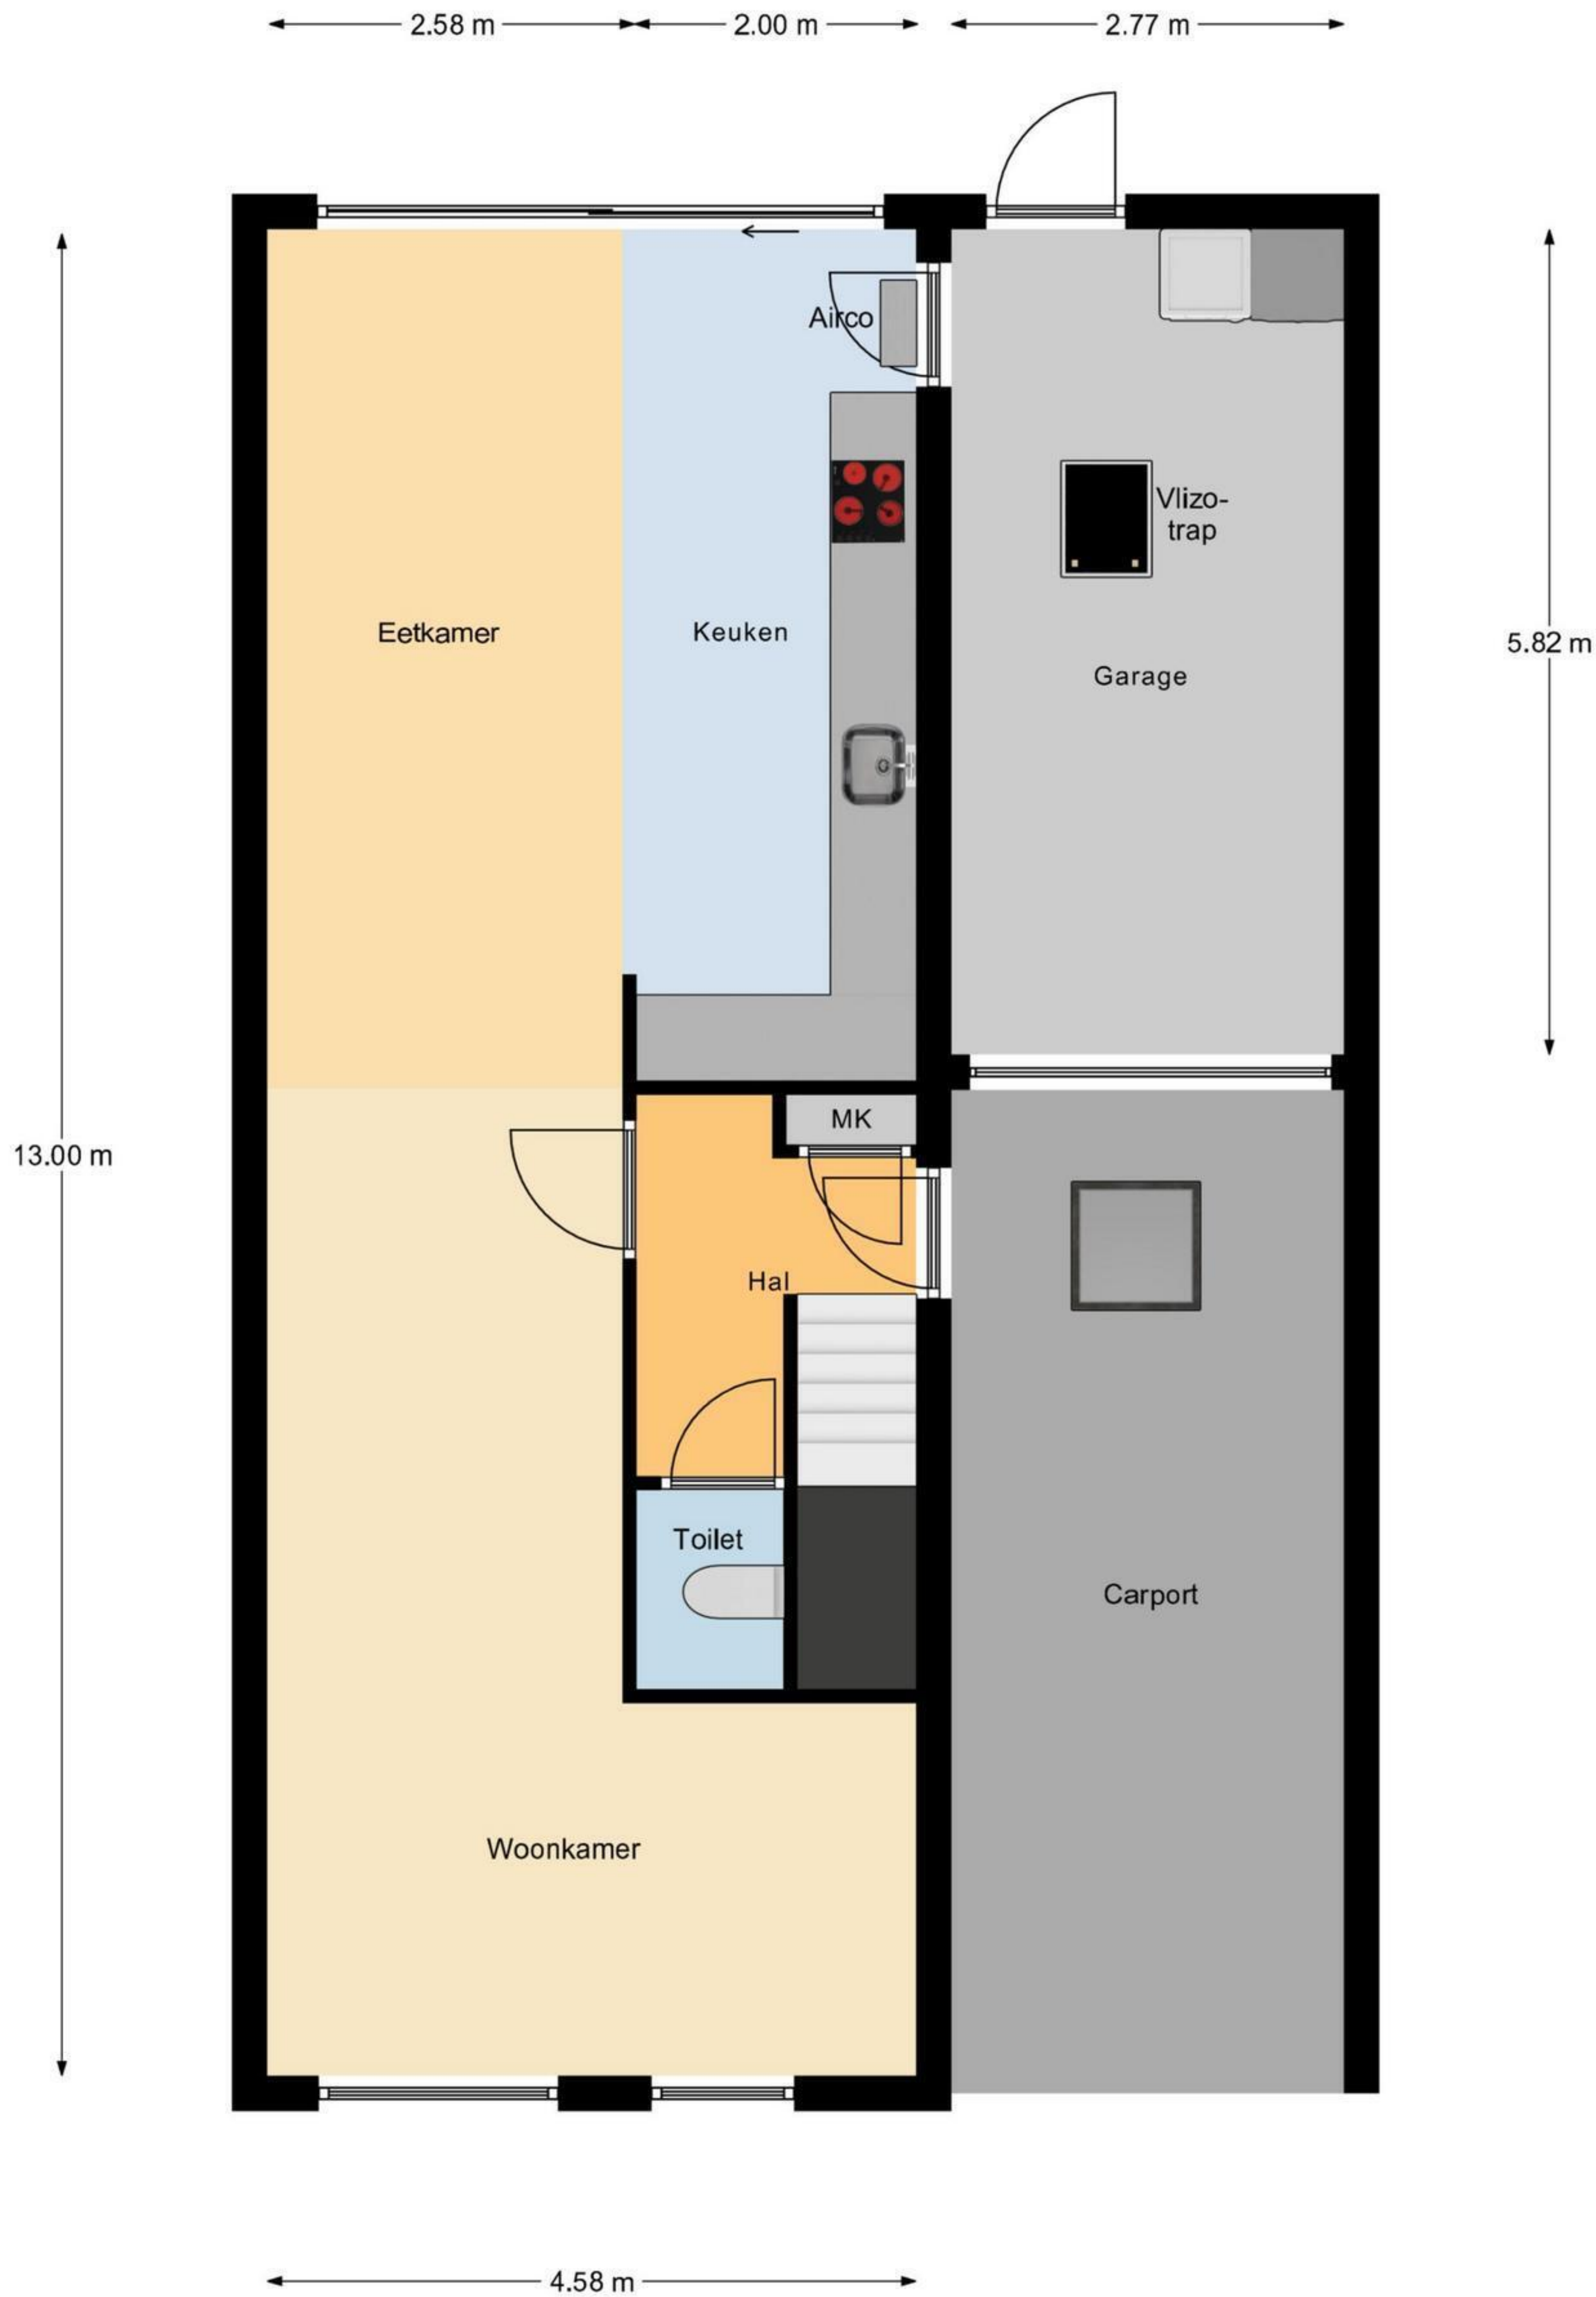 2.58 m
2.00 m
2.77 m
Airco
Vlizo-
trap
Eetkamer
Keuken
5.82 m
Garage
MK
13.00 m
Hal
Toilet
Carport
Woonkamer
4.58 m